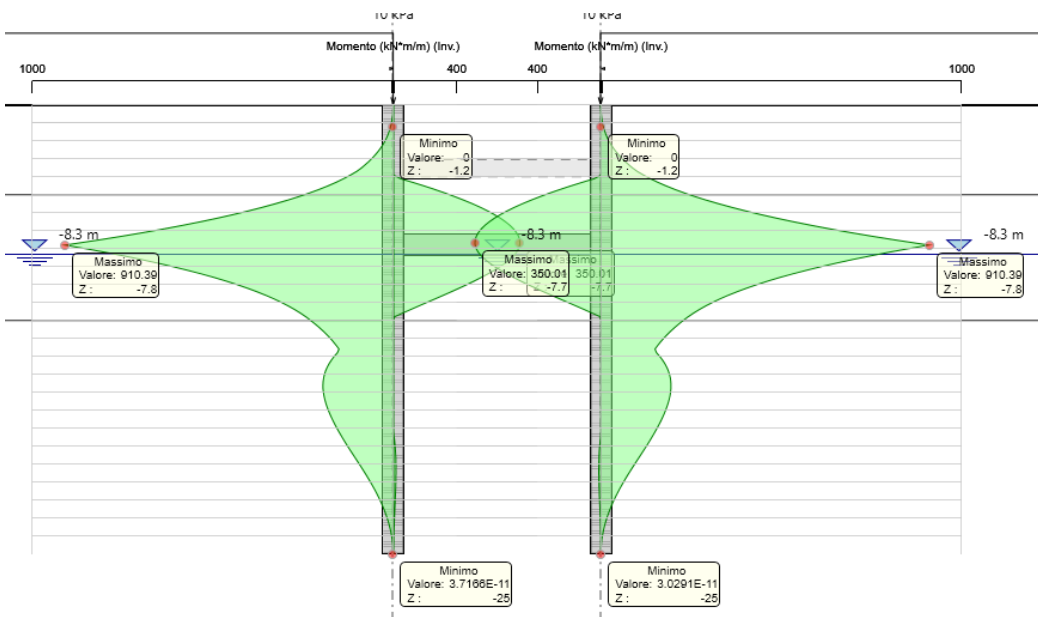 10 kPa
10 kPa
Momento (kN*m/m) (Inv.)
Momento (kN*m/m) (Inv.)
1000
400
400
1000
Minimo
Valore: 0
Z : -1.2
Minimo
Valore: 0
Z : -1.2
-8.3 m
-8.3 m
-8.3 m
Massimo
Valore: 910.39
Z : -7.8
Massimo
Valore: 350.01
Z : -7.7
350.01
-7.7
Massimo
Valore: 910.39
Z : -7.8
Minimo
Valore: 3.7166E-11
Z : -25
Minimo
Valore: 3.0291E-11
Z : -25